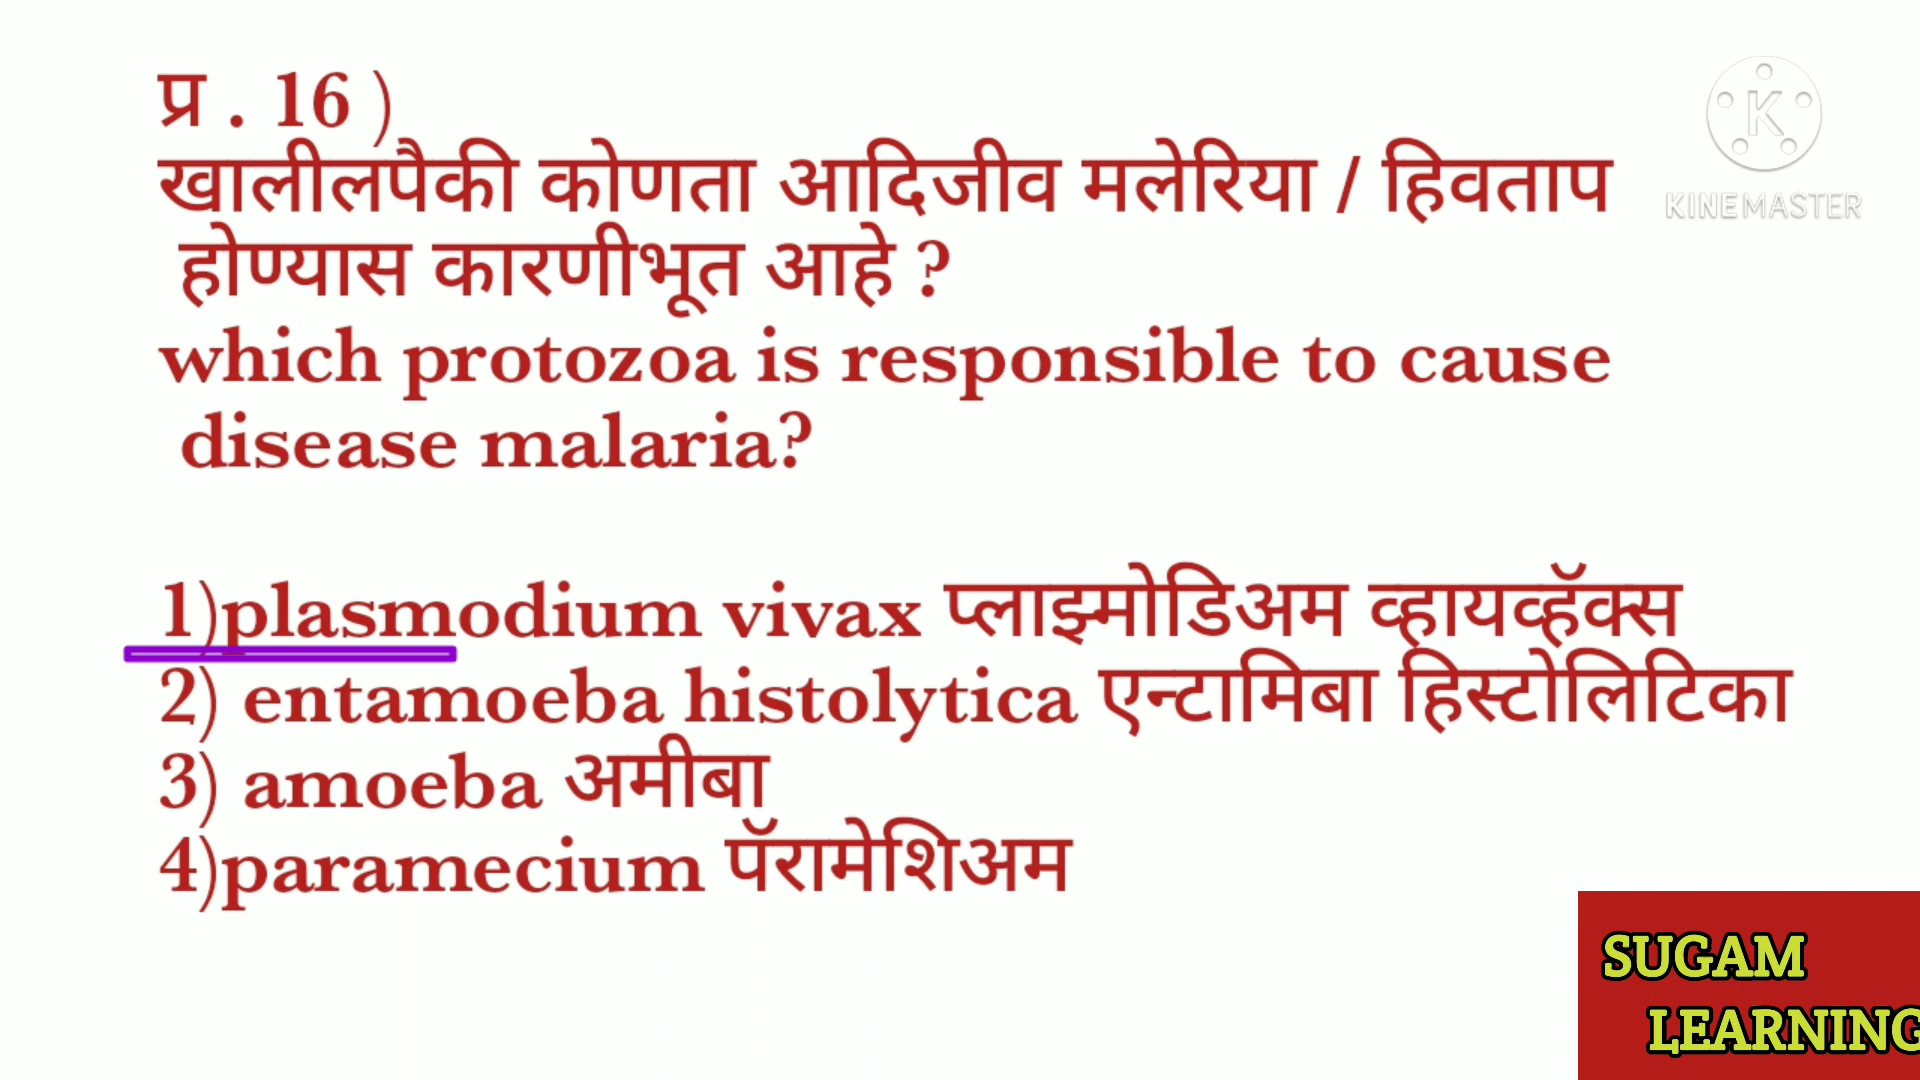 प्र . 16 )
खालीलपैकी कोणता आदिजीव मलेरिया / हिवताप
होण्यास कारणीभूत आहे ?
which protozoa is responsible to cause
disease malaria?
1)plasmodium vivax प्लाझ्मोडिअम व्हायव्हॅक्स
2) entamoeba histolytica एन्टामिबा हिस्टोलिटिका
3) amoeba अमीबा
4)paramecium पॅरामेशिअम
K
KINEMASTER
SUGAM
LEARNING